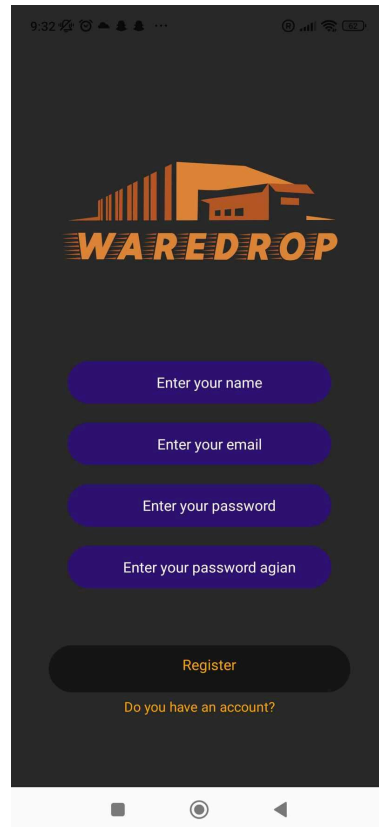 9:32
62
WAREDROP
Enter your name
Enter your email
Enter your password
Enter your password agian
Register
Do you have an account?